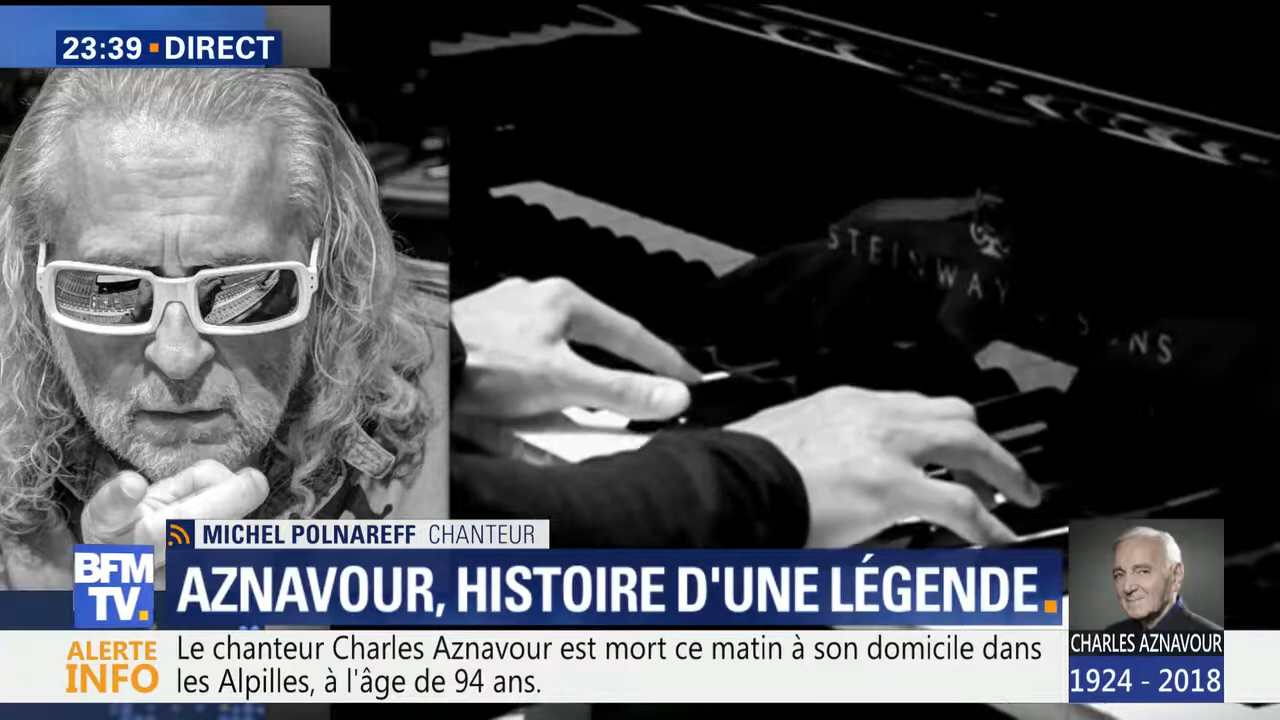 23:39 DIRECT
STEINWAY
MICHEL POLNAREFF CHANTEUR
BFM
TV.
AZNAVOUR, HISTOIRE D'UNE LÉGENDE.
CHARLES AZNAVOUR
1924 - 2018
ALERTE
INFO
Le chanteur Charles Aznavour est mort ce matin à son domicile dans
les Alpilles, à l'âge de 94 ans.